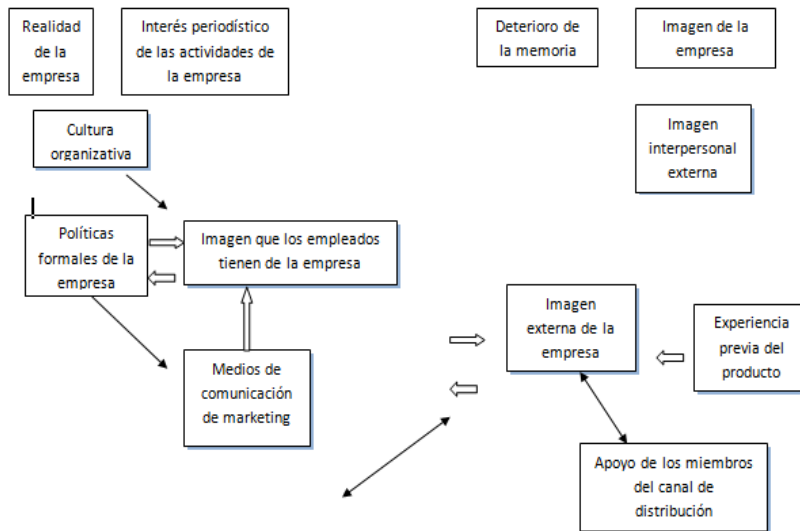 Realidad
de la
empresa
Interés periodístico
de las actividades de
la empresa
Deterioro de
la memoria
Imagen de la
empresa
Cultura
organizativa
Imagen
interpersonal
externa
Políticas
formales de la
empresa
Imagen que los empleados
tienen de la empresa
Imagen
externa de la
empresa
Experiencia
previa del
producto
Medios de
comunicación
de marketing
Apoyo de los miembros
del canal de
distribución